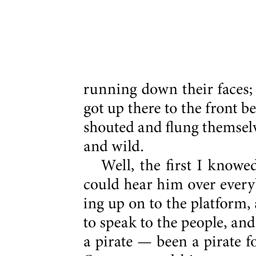 running down their faces;
got up there to the front be
shouted and flung themselv
and wild.
Well, the first I knowed
could hear him over every
ing up on to the platform,
to speak to the people, and
a pirate — been a pirate fo